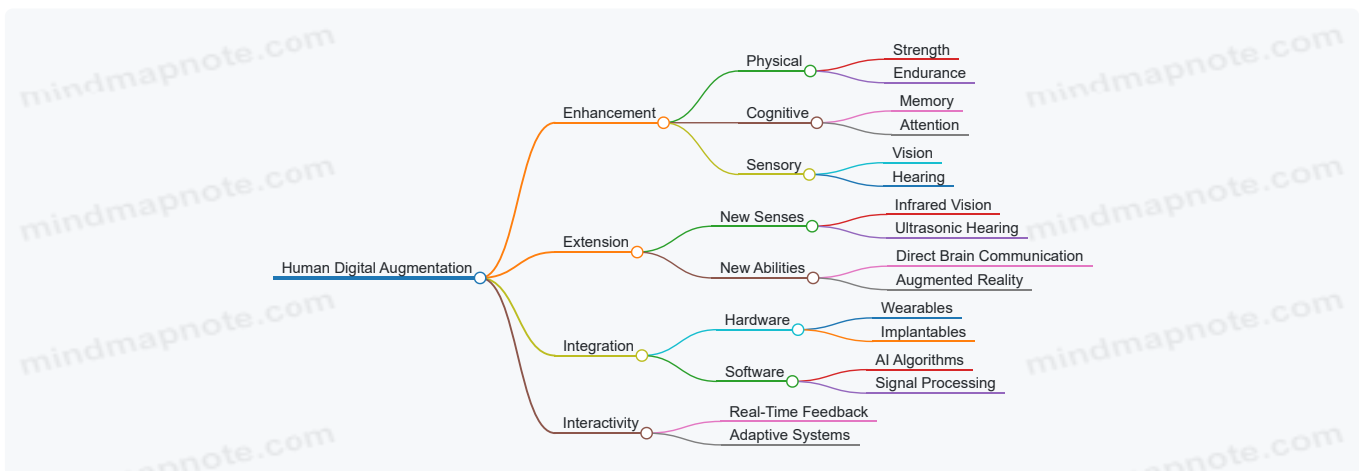 mindmapnote.com
mindmapnote.com
Human Digital Augmentation
Enhancement
Physical
Strength
Endurance
Cognitive
Memory
Attention
Sensory
Vision
Hearing
Extension
New Senses
Infrared Vision
Ultrasonic Hearing
New Abilities
Direct Brain Communication
Augmented Reality
Integration
Hardware
Wearables
Implantables
Software
AI Algorithms
Signal Processing
Interactivity
Real-Time Feedback
Adaptive Systems
mindmapnote.com
mindmapnote.com
mindmapnote.com
mindmapnote.com
mindmapnote.com
mindmapnote.com